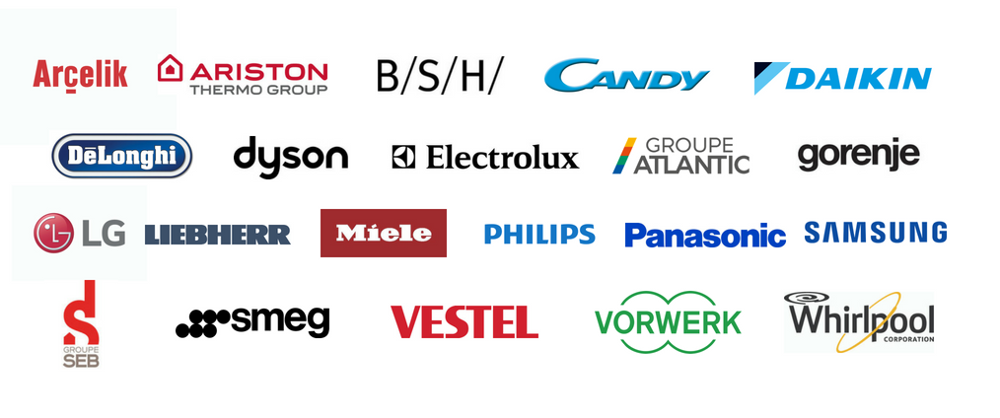 Arçelik
ARISTON
THERMO GROUP
B/S/H/
CANDY
DAIKIN
DēLonghi
dyson
Electrolux
GROUPE
ATLANTIC
gorenje
LG
LIEBHERR
Miele
PHILIPS
Panasonic
SAMSUNG
GROUPE
SEB
smeg
VESTEL
VORWERK
Whirlpool
CORPORATION